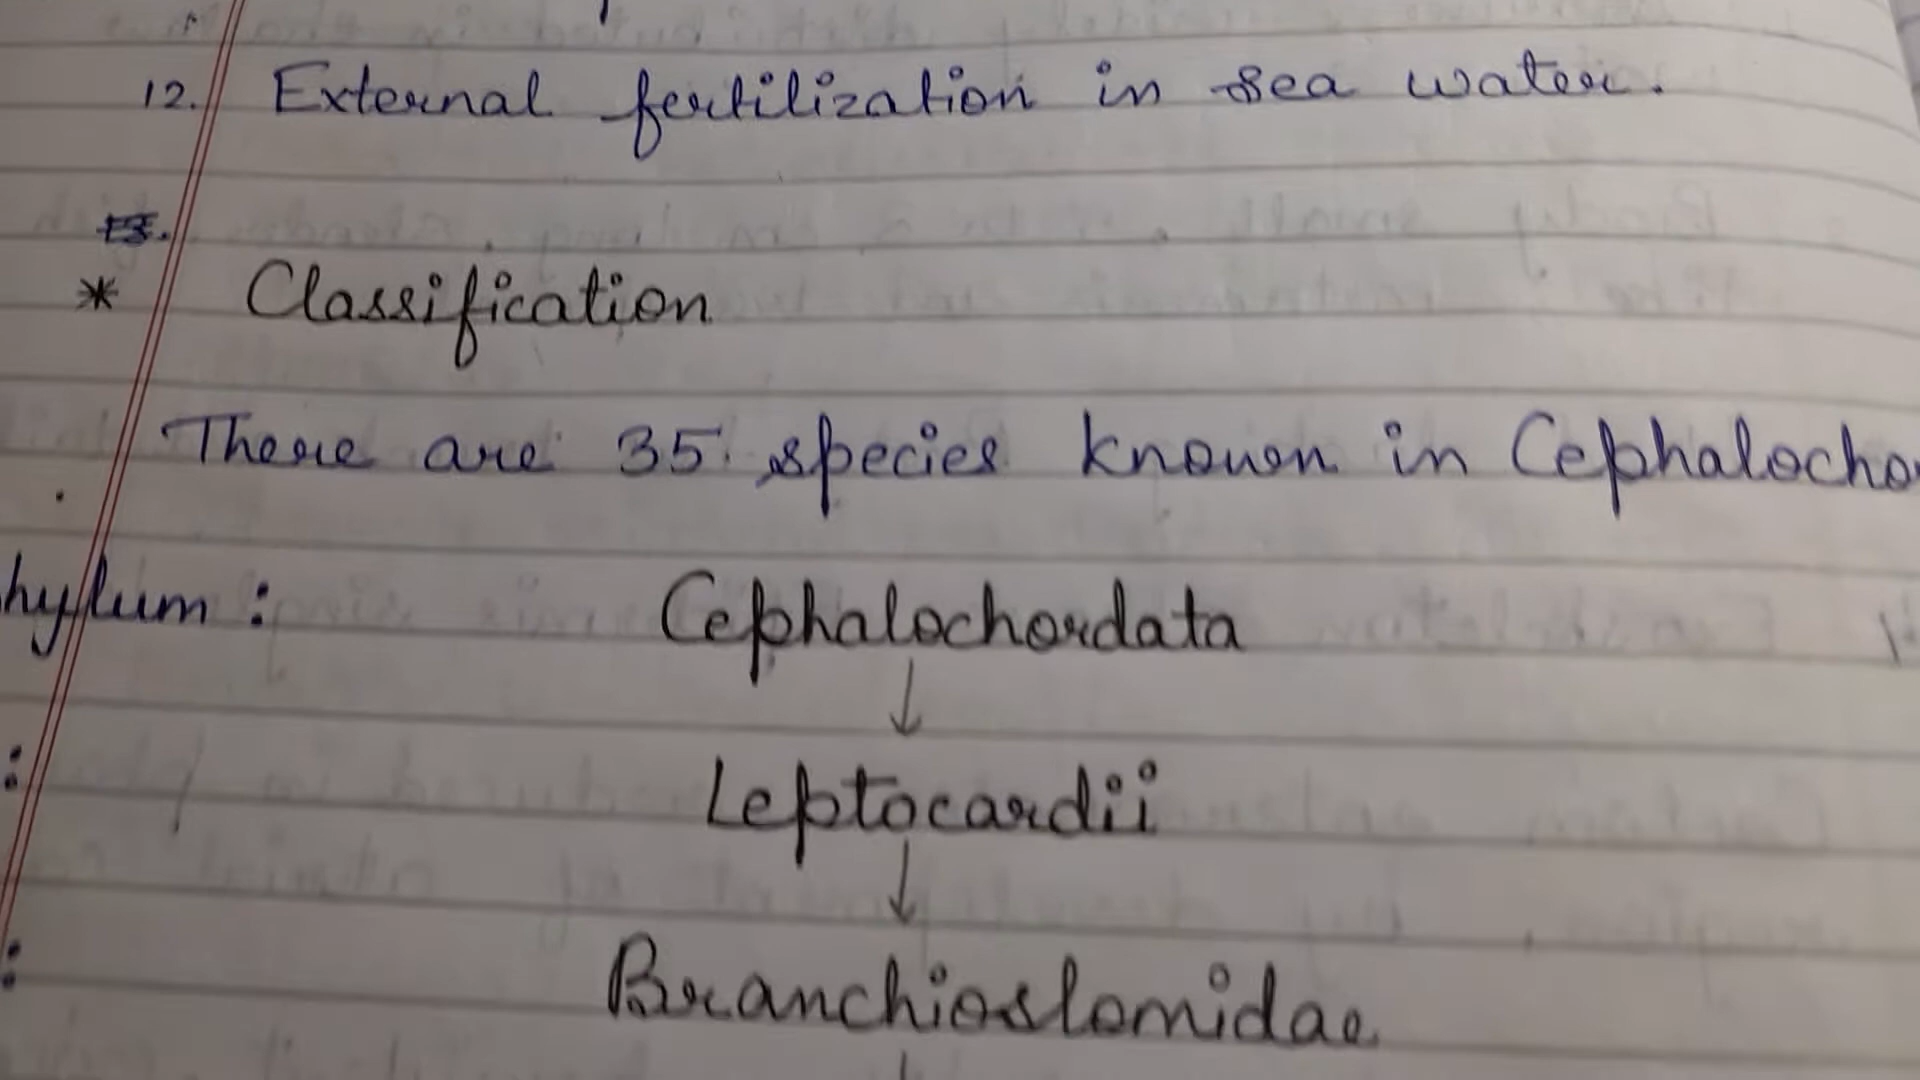 12. External fertilization in sea water.
13.
* Classification
There are 35 species known in Cephalocho
hylum : Cephalochordata
↓
:
Leptocardii
↓
:
Branchiostomidae